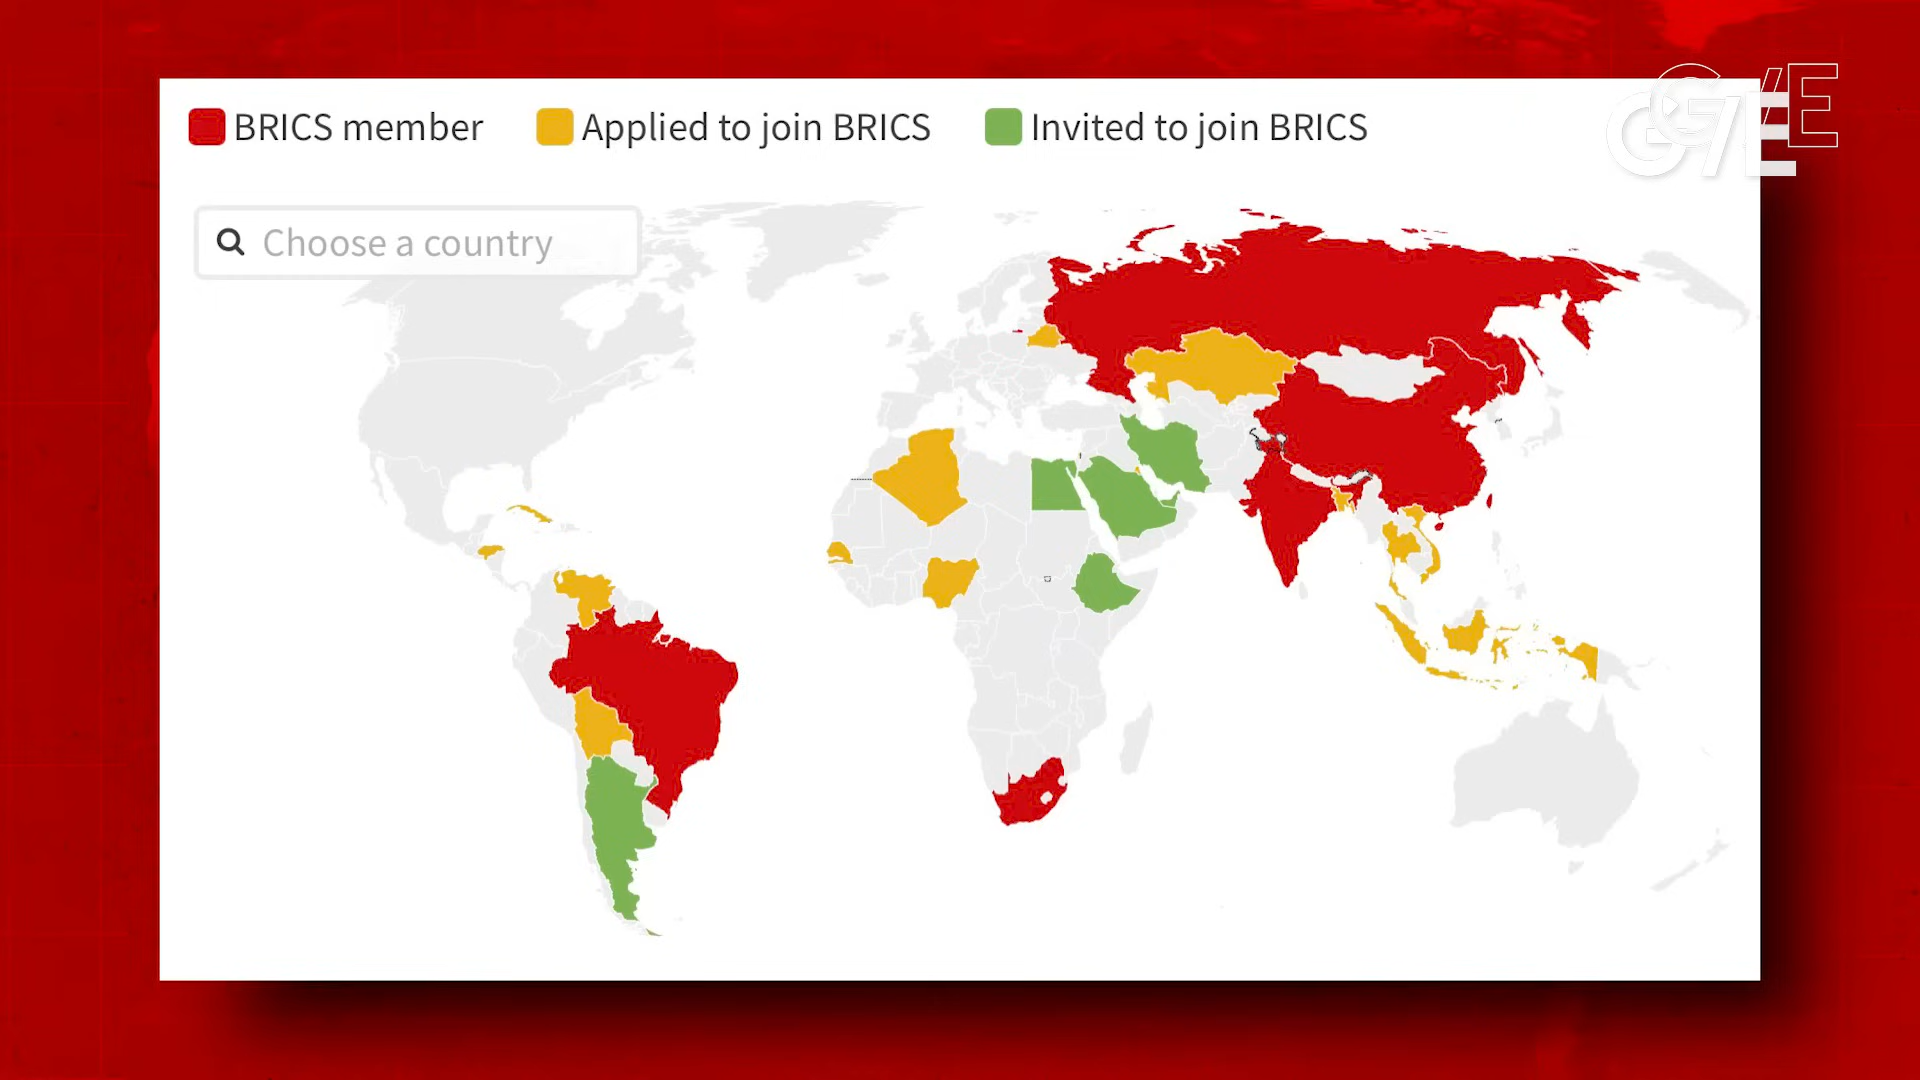 BRICS member
Applied to join BRICS
Invited to join BRICS
Choose a country